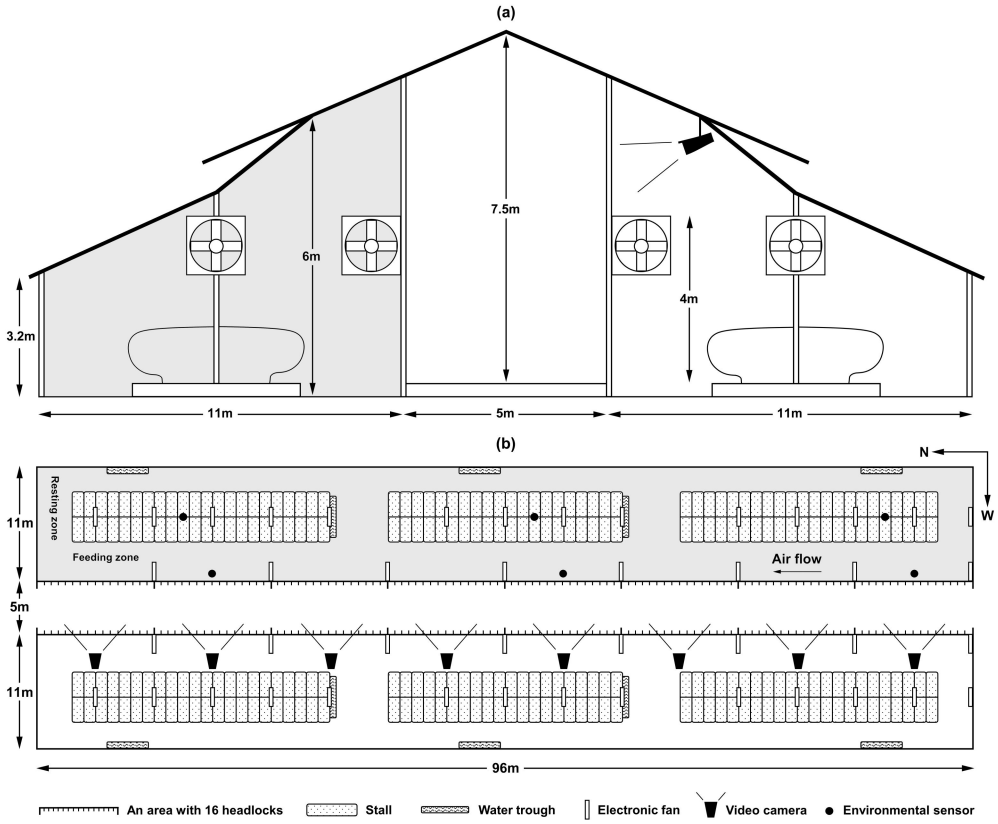 (a)
7.5m
6m
4m
3.2m
11m
5m
11m
(b)
N
W
Resting zone
11m
Feeding zone
Air flow
5m
11m
96m
An area with 16 headlocks
Stall
Water trough
Electronic fan
Video camera
Environmental sensor